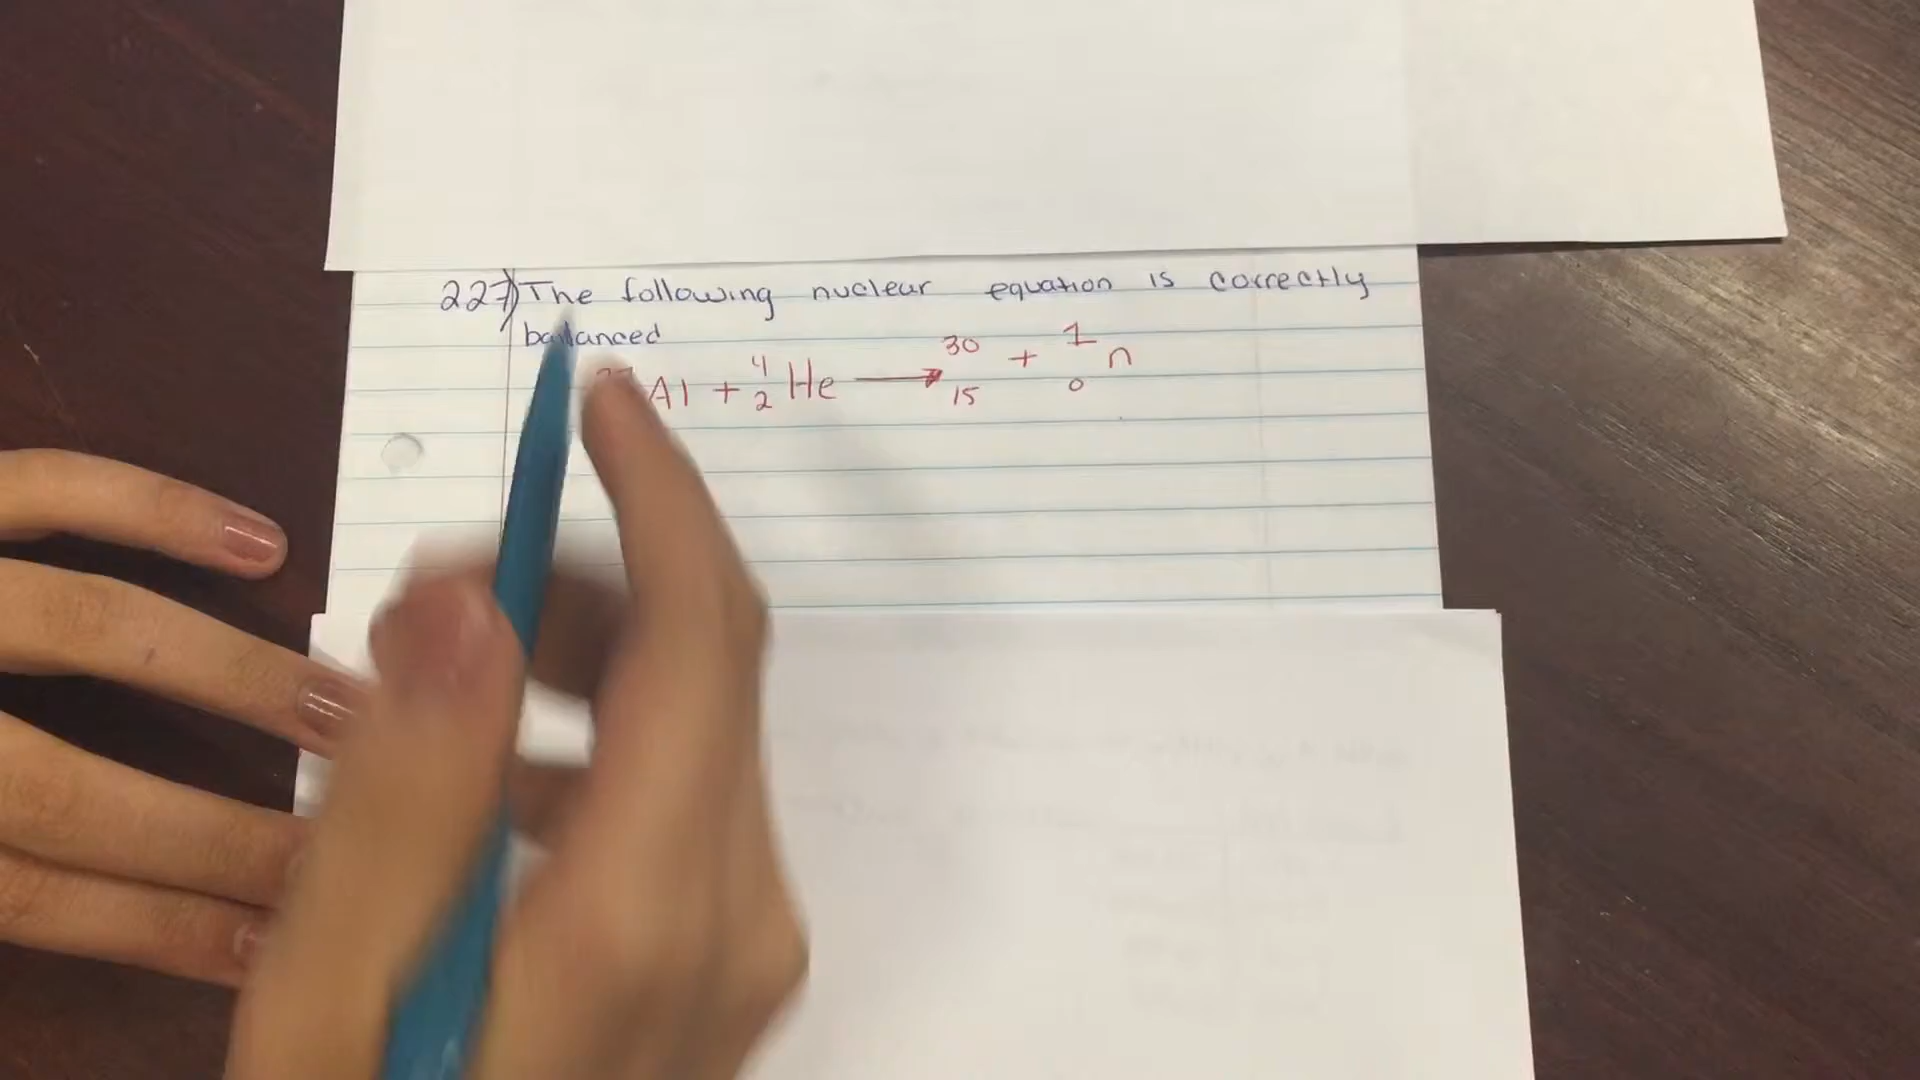 227) The following nuclear equation is correctly
balanced
Al + 4 2 He → 30 15 + 1 0 n